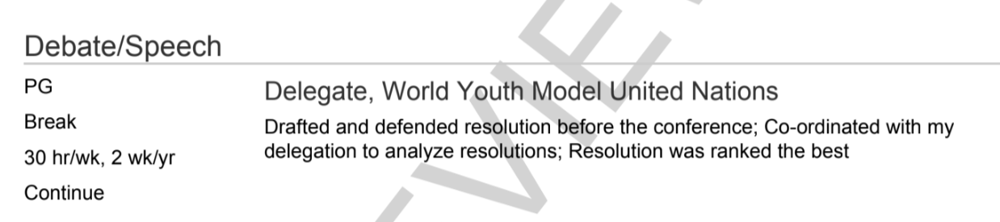 Debate/Speech
PG
Break
30 hr/wk, 2 wk/yr
Continue
Delegate, World Youth Model United Nations
Drafted and defended resolution before the conference; Co-ordinated with my
delegation to analyze resolutions; Resolution was ranked the best